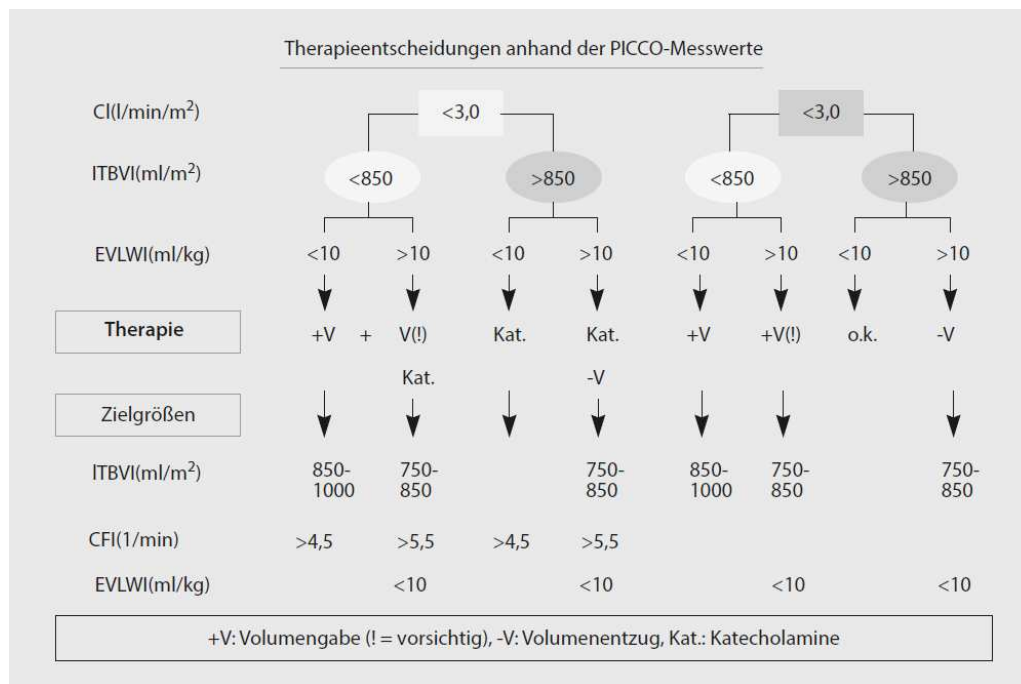 Therapieentscheidungen anhand der PICCO-Messwerte
CI(l/min/m²) <3,0 <3,0
ITBVI(ml/m²) <850 >850 <850 >850
EVLWI(ml/kg) <10 >10 <10 >10 <10 >10 <10 >10
Therapie +V + V(!) Kat. Kat. +V +V(!) o.k. -V
Kat. -V
Zielgrößen
ITBVI(ml/m²) 850- 750- 750- 850- 750- 750-
1000 850 850 1000 850 850
CFI(1/min) >4,5 >5,5 >4,5 >5,5
EVLWI(ml/kg) <10 <10 <10 <10
+V: Volumengabe (! = vorsichtig), -V: Volumenentzug, Kat.: Katecholamine